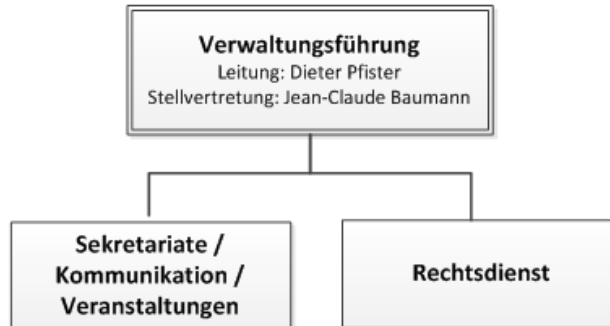 Verwaltungsführung
Leitung: Dieter Pfister
Stellvertretung: Jean-Claude Baumann
Sekretariate /
Kommunikation /
Veranstaltungen
Rechtsdienst